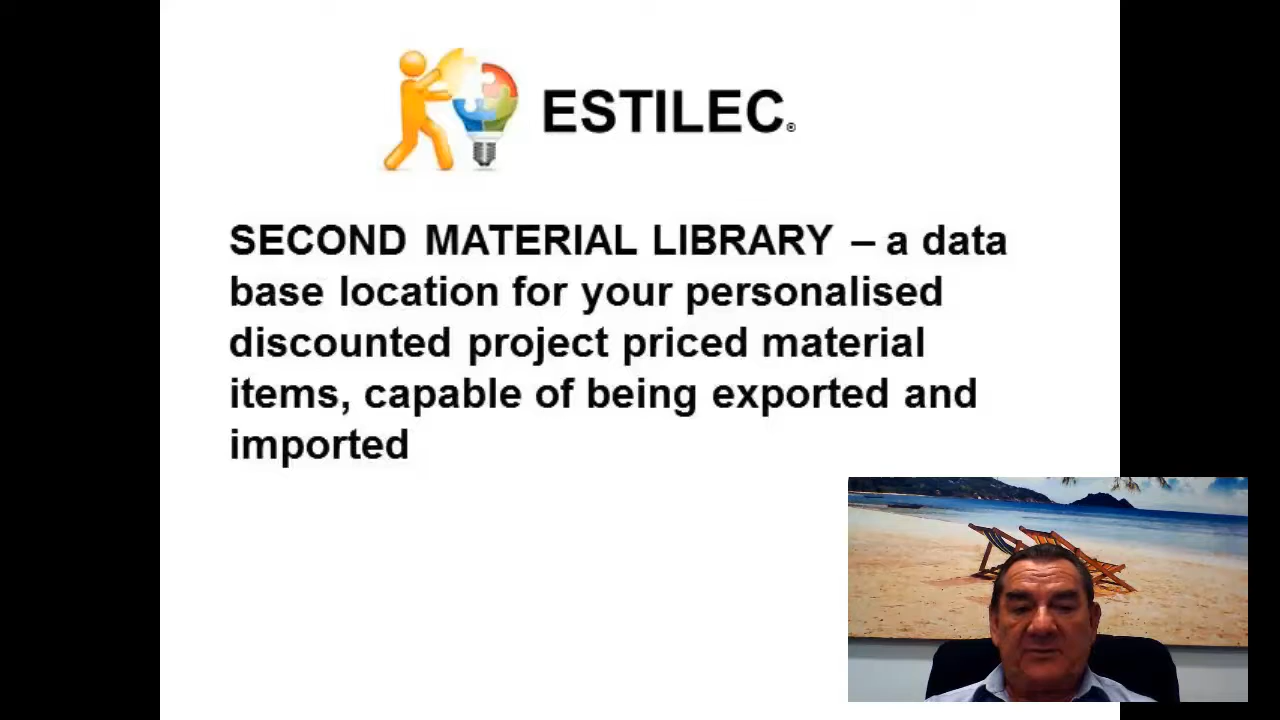 ESTILEC®
SECOND MATERIAL LIBRARY – a data
base location for your personalised
discounted project priced material
items, capable of being exported and
imported